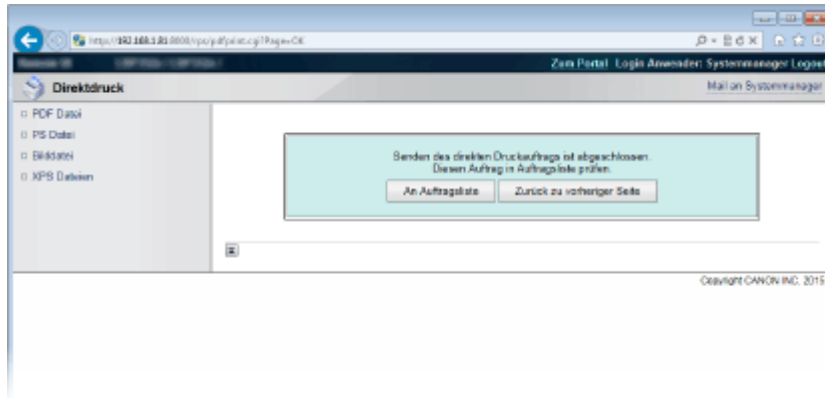 Zum Portal Login Anwender: Systemmanager Logout
Direktdruck
Mail an Systemmanager
PDF Datei
PS Datei
Bilddatei
XPS Dateien
Senden des direkten Druckauftrags ist abgeschlossen.
Diesen Auftrag in Auftragsliste prüfen.
An Auftragsliste
Zurück zu vorheriger Seite
Copyright CANON INC. 2015